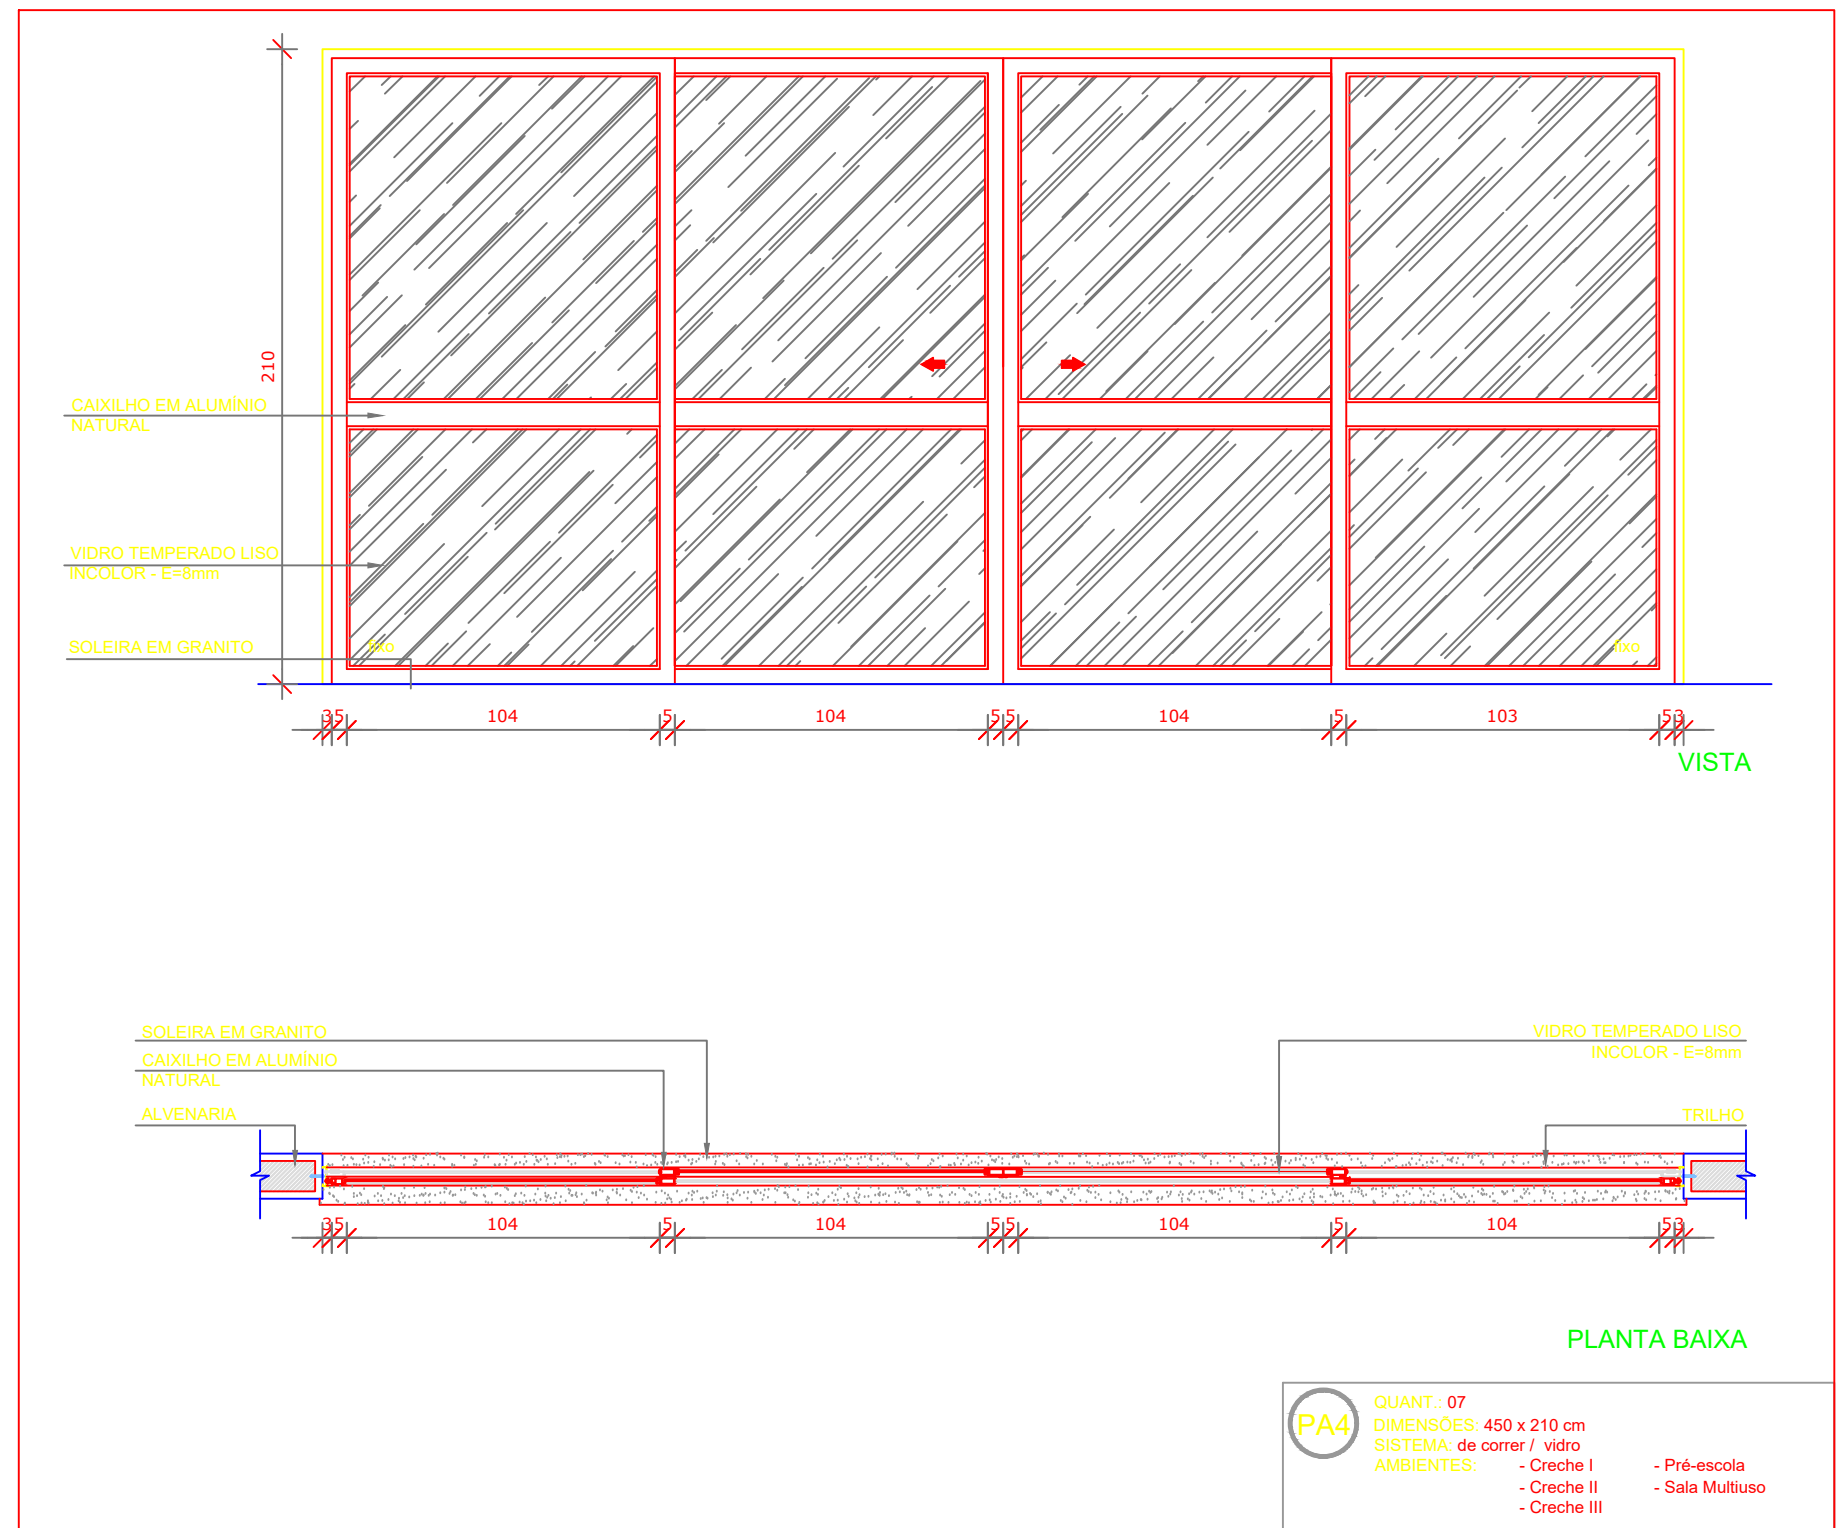 210
CAIXILHO EM ALUMÍNIO
NATURAL
VIDRO TEMPERADO LISO
INCOLOR - E=8mm
SOLEIRA EM GRANITO
fixo
fixo
3 5 104 5 104 5 5 104 5 103 5 3
VISTA
SOLEIRA EM GRANITO
CAIXILHO EM ALUMÍNIO
NATURAL
ALVENARIA
VIDRO TEMPERADO LISO
INCOLOR - E=8mm
TRILHO
3 5 104 5 104 5 5 104 5 104 5 3
PLANTA BAIXA
PA4
QUANT.: 07
DIMENSÕES: 450 x 210 cm
SISTEMA: de correr / vidro
AMBIENTES: - Creche I - Pré-escola
- Creche II - Sala Multiuso
- Creche III